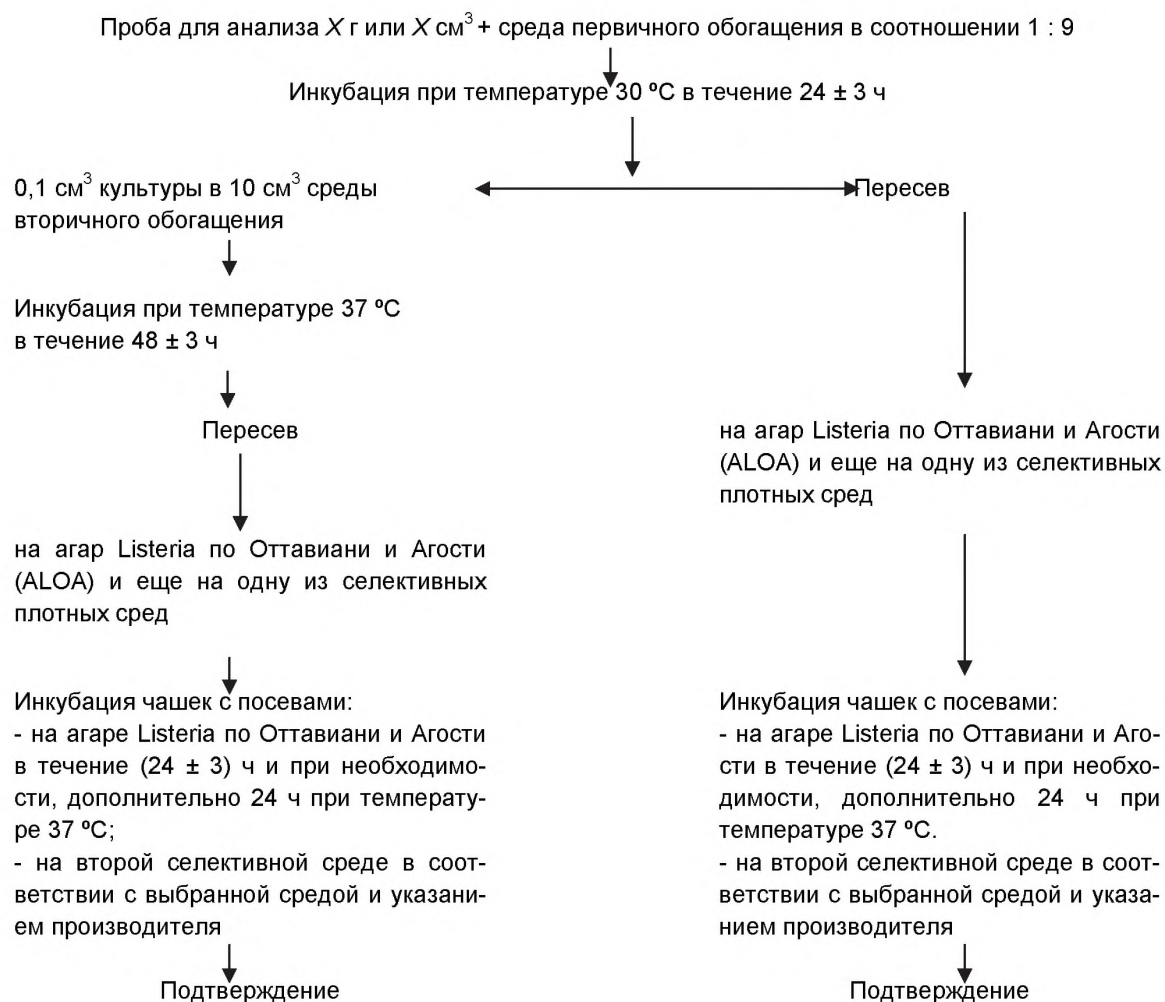 Проба для анализа X г или X см³ + среда первичного обогащения в соотношении 1 : 9
Инкубация при температуре 30 ºС в течение 24 ± 3 ч
0,1 см³ культуры в 10 см³ среды
вторичного обогащения
Инкубация при температуре 37 ºС
в течение 48 ± 3 ч
Пересев
на агар Listeria по Оттавиани и Агости
(ALOA) и еще на одну из селективных
плотных сред
Инкубация чашек с посевами:
- на агаре Listeria по Оттавиани и Агости
в течение (24 ± 3) ч и при необходимо-
сти, дополнительно 24 ч при температу-
ре 37 ºС;
- на второй селективной среде в соот-
ветствии с выбранной средой и указани-
ем производителя
Подтверждение
Пересев
на агар Listeria по Оттавиани и Агости
(ALOA) и еще на одну из селективных
плотных сред
Инкубация чашек с посевами:
- на агаре Listeria по Оттавиани и Аго-
сти в течение (24 ± 3) ч и при необхо-
димости, дополнительно 24 ч при
температуре 37 ºС.
- на второй селективной среде в соот-
ветствии с выбранной средой и указа-
нием производителя
Подтверждение